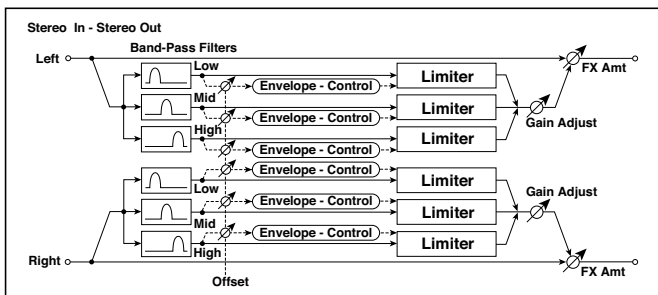 Stereo In - Stereo Out
Band-Pass Filters
Left
Low
Envelope - Control
Limiter
FX Amt
Mid
Envelope - Control
Limiter
Gain Adjust
High
Envelope - Control
Limiter
Envelope - Control
Limiter
Low
Gain Adjust
Envelope - Control
Limiter
Mid
Envelope - Control
Limiter
High
Right
FX Amt
Offset